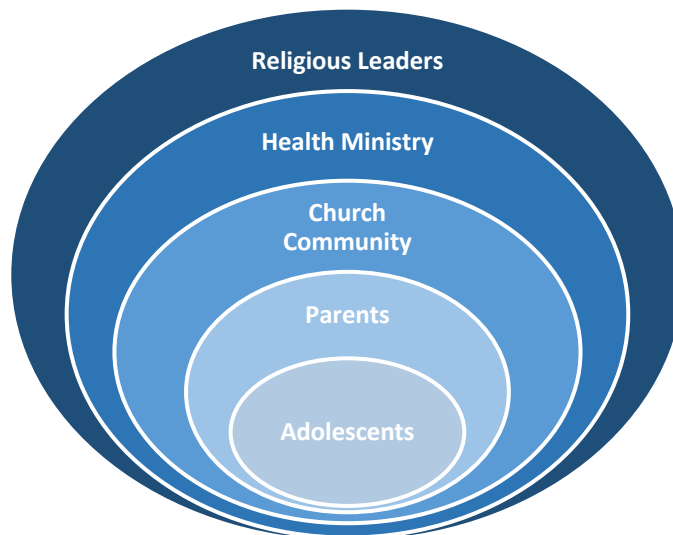 Religious Leaders
Health Ministry
Church
Community
Parents
Adolescents